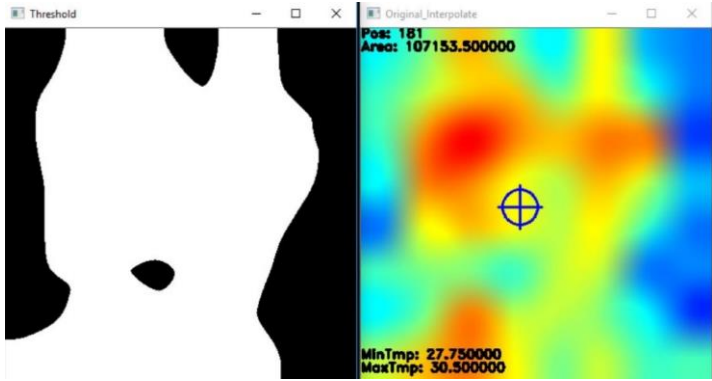 Threshold
Original_Interpolate
Pos: 181
Area: 107153.500000
MinTmp: 27.750000
MaxTmp: 30.500000